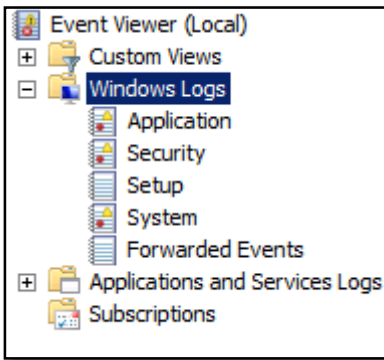 Event Viewer (Local)
Custom Views
Windows Logs
Application
Security
Setup
System
Forwarded Events
Applications and Services Logs
Subscriptions